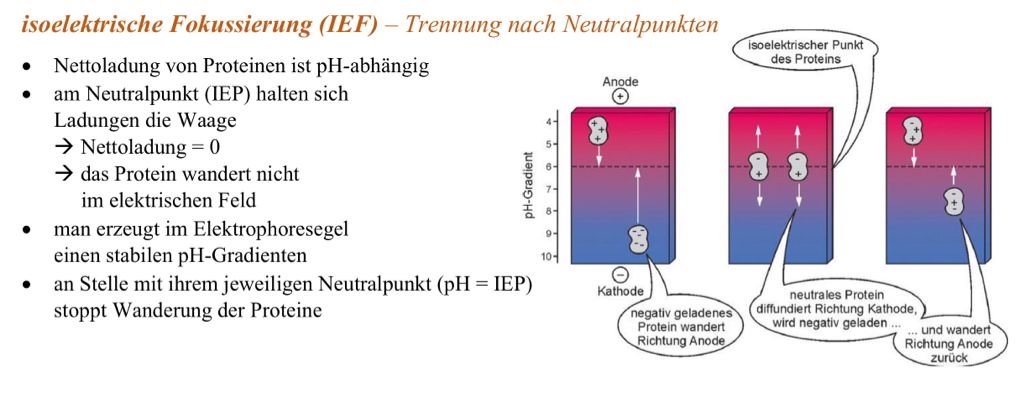 isoelektrische Fokussierung (IEF) – Trennung nach Neutralpunkten
• Nettoladung von Proteinen ist pH-abhängig
• am Neutralpunkt (IEP) halten sich
Ladungen die Waage
→ Nettoladung = 0
→ das Protein wandert nicht
im elektrischen Feld
• man erzeugt im Elektrophoresegel
einen stabilen pH-Gradienten
• an Stelle mit ihrem jeweiligen Neutralpunkt (pH = IEP)
stoppt Wanderung der Proteine
isoelektrischer Punkt
des Proteins
Anode
+
pH-Gradient
4
5
6
7
8
9
10
−
Kathode
negativ geladenes
Protein wandert
Richtung Anode
neutrales Protein
diffundiert Richtung Kathode,
wird negativ geladen ...
... und wandert
Richtung Anode
zurück